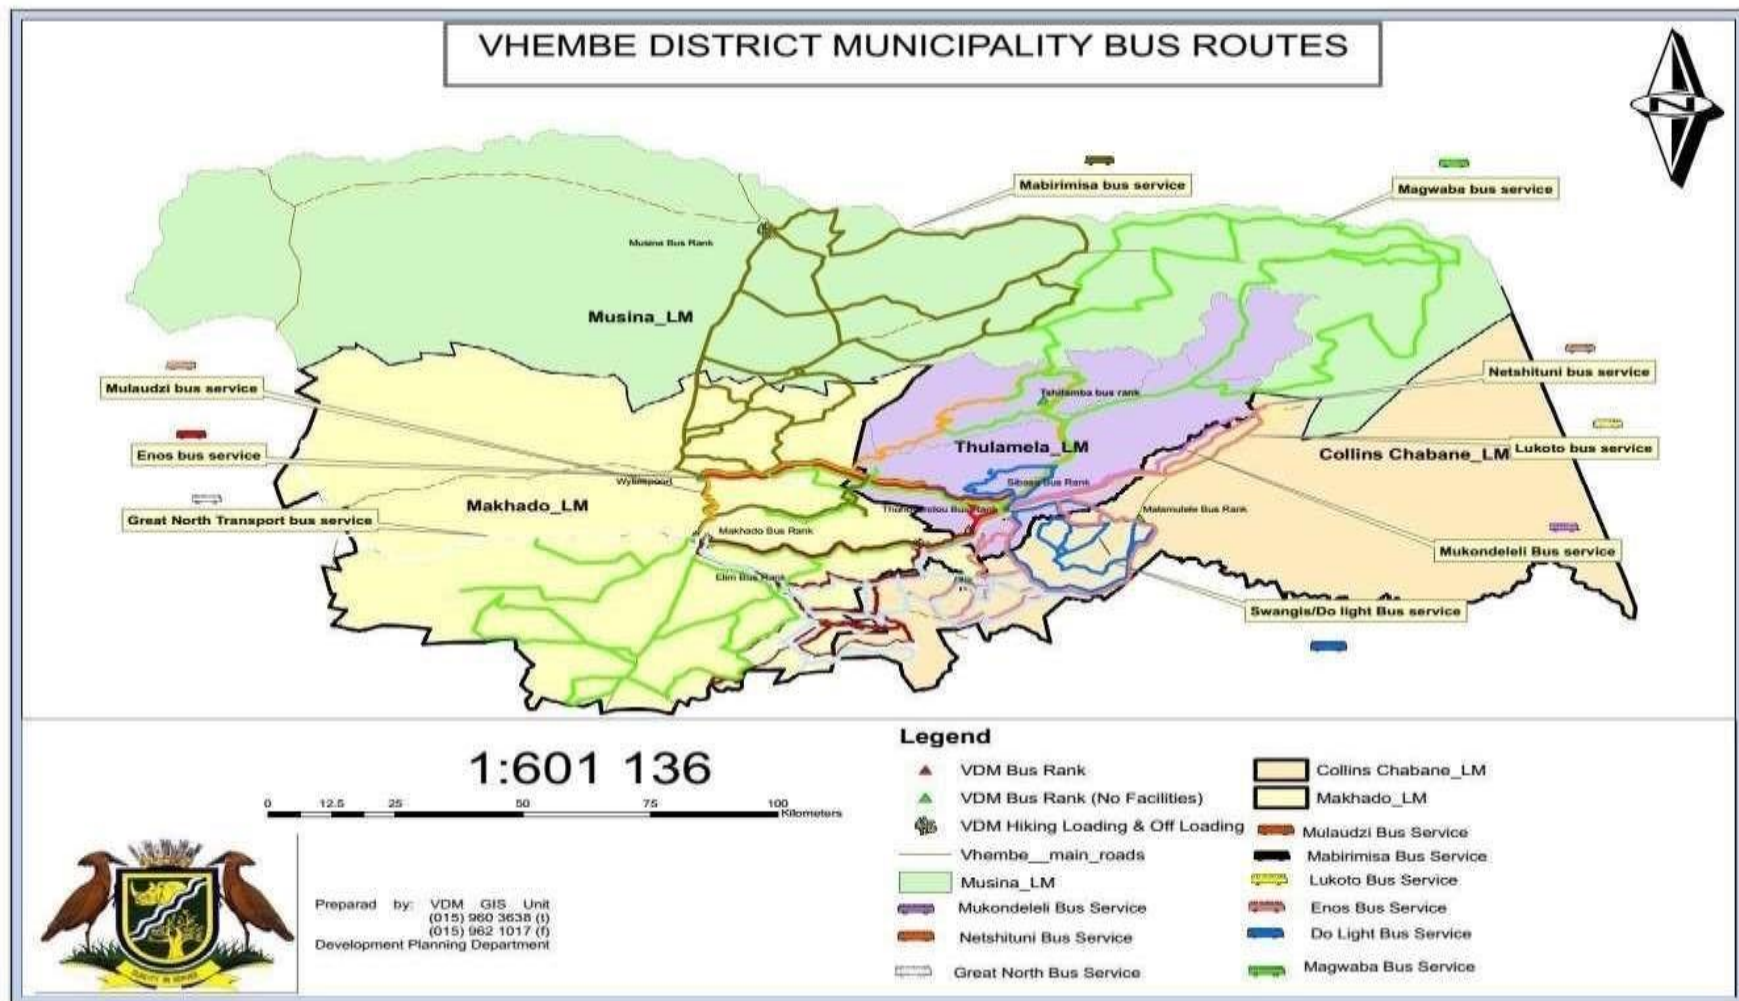 VHEMBE DISTRICT MUNICIPALITY BUS ROUTES
N
Mabirimisa bus service
Magwaba bus service
Musina Bus Rank
Musina_LM
Netshituni bus service
Mulaudzi bus service
Tshilamba bus rank
Lukoto bus service
Enos bus service
Thulamela_LM
Collins Chabane_LM
Makhado_LM
Sibasa Bus Rank
Great North Transport bus service
Bus Rank
Malamulele Bus Rank
Makhado Bus Rank
Mukondeleli Bus service
Elim Bus Rank
Swangis/Do light Bus service
1:601 136
0 12.5 25 50 75 100
Kilometers
Legend
VDM Bus Rank
VDM Bus Rank (No Facilities)
VDM Hiking Loading & Off Loading
Vhembe__main_roads
Musina_LM
Mukondeleli Bus Service
Netshituni Bus Service
Great North Bus Service
Collins Chabane_LM
Makhado_LM
Mulaudzi Bus Service
Mabirimisa Bus Service
Lukoto Bus Service
Enos Bus Service
Do Light Bus Service
Magwaba Bus Service
Preparad by: VDM GIS Unit
(015) 960 3638 (t)
(015) 962 1017 (f)
Development Planning Department